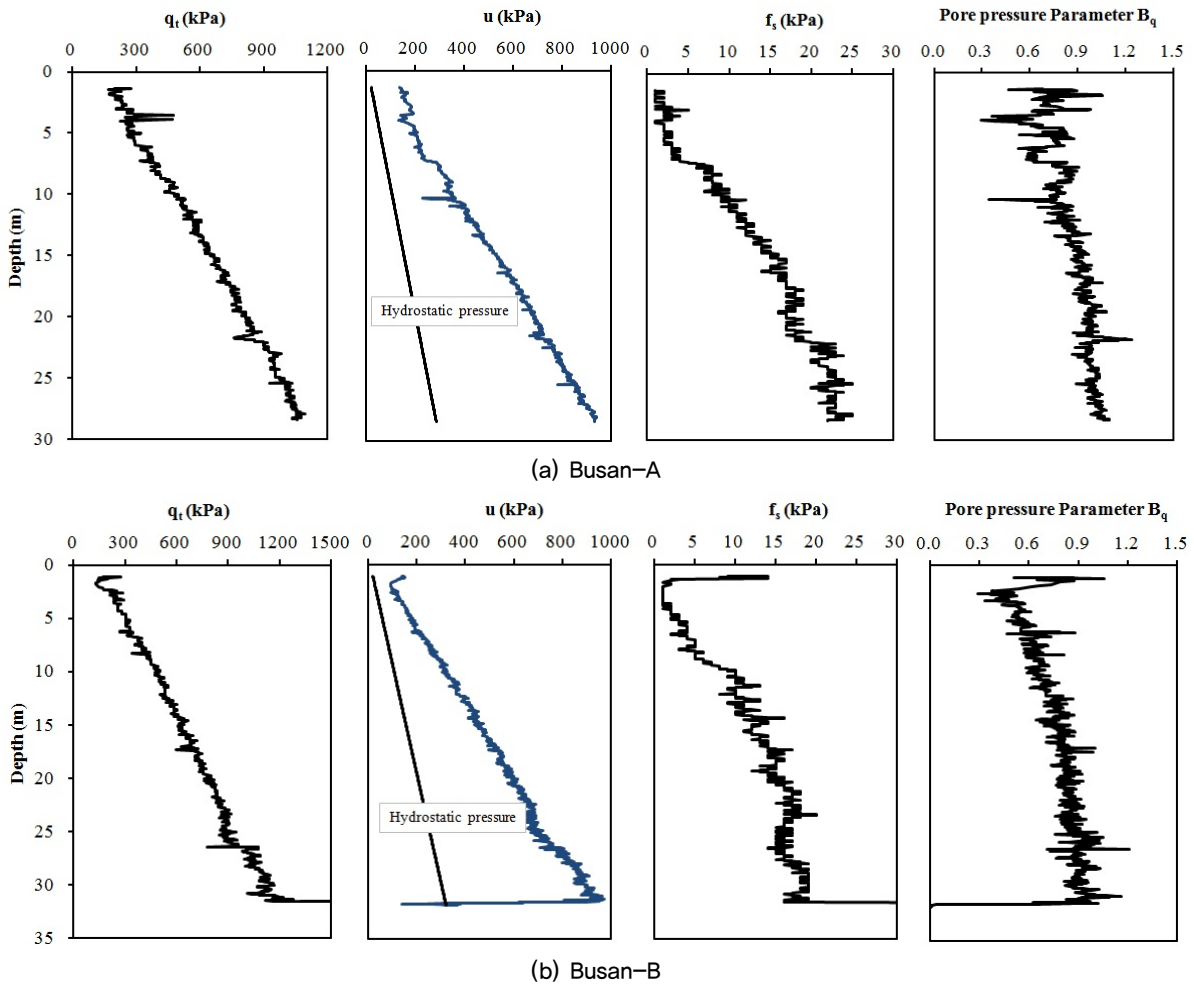 qt (kPa)
0 300 600 900 1200
u (kPa)
0 200 400 600 800 1000
fs (kPa)
0 5 10 15 20 25 30
Pore pressure Parameter Bq
0.0 0.3 0.6 0.9 1.2 1.5
Depth (m)
0
5
10
15
20
25
30
Hydrostatic pressure
(a) Busan-A
qt (kPa)
0 300 600 900 1200 1500
u (kPa)
0 200 400 600 800 1000
fs (kPa)
0 5 10 15 20 25 30
Pore pressure Parameter Bq
0.0 0.3 0.6 0.9 1.2 1.5
Depth (m)
0
5
10
15
20
25
30
35
Hydrostatic pressure
(b) Busan-B